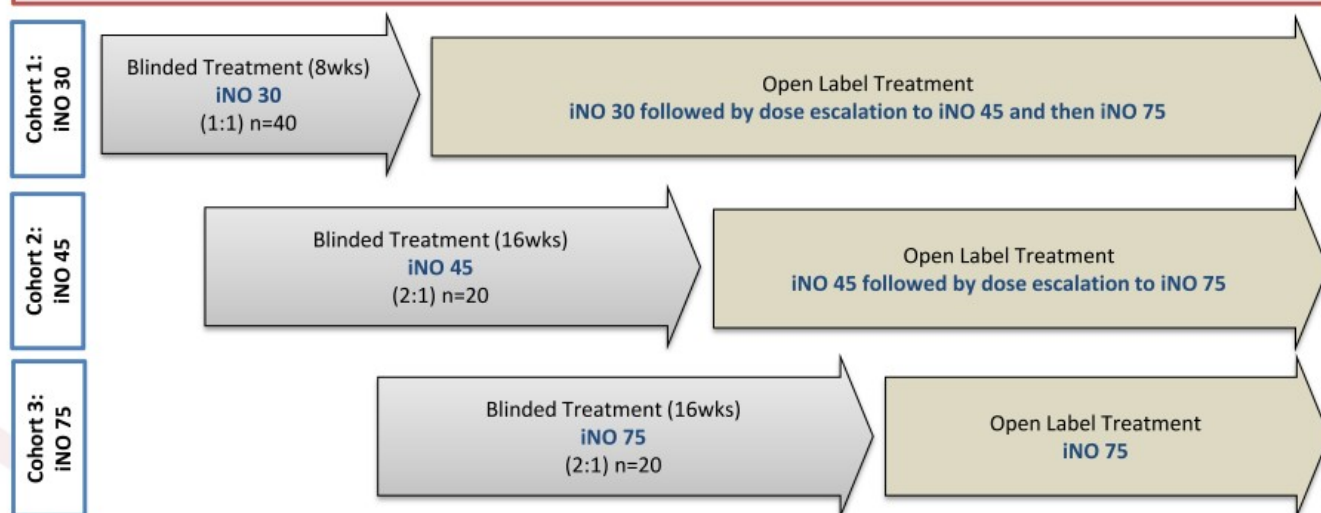 Cohort 1:
iNO 30
Blinded Treatment (8wks)
iNO 30
(1:1) n=40
Open Label Treatment
iNO 30 followed by dose escalation to iNO 45 and then iNO 75
Cohort 2:
iNO 45
Blinded Treatment (16wks)
iNO 45
(2:1) n=20
Open Label Treatment
iNO 45 followed by dose escalation to iNO 75
Cohort 3:
iNO 75
Blinded Treatment (16wks)
iNO 75
(2:1) n=20
Open Label Treatment
iNO 75